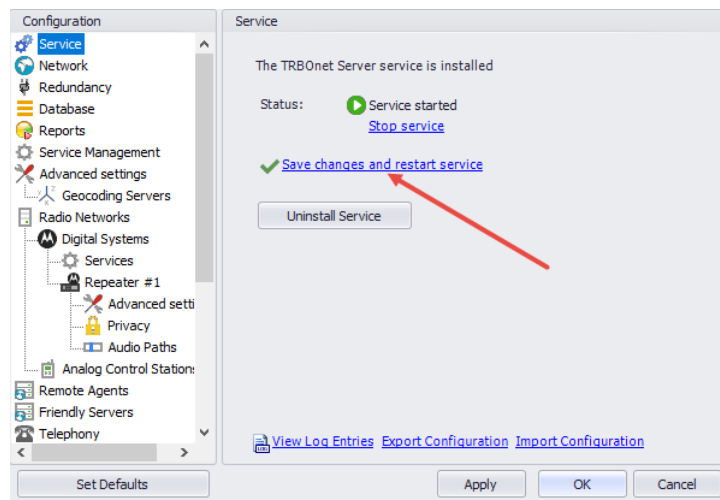 Configuration
Service
Network
Redundancy
Database
Reports
Service Management
Advanced settings
Geocoding Servers
Radio Networks
Digital Systems
Services
Repeater #1
Advanced setti
Privacy
Audio Paths
Analog Control Stations
Remote Agents
Friendly Servers
Telephony
Set Defaults
Service
The TRBOnet Server service is installed
Status: Service started
Stop service
Save changes and restart service
Uninstall Service
View Log Entries Export Configuration Import Configuration
Apply OK Cancel